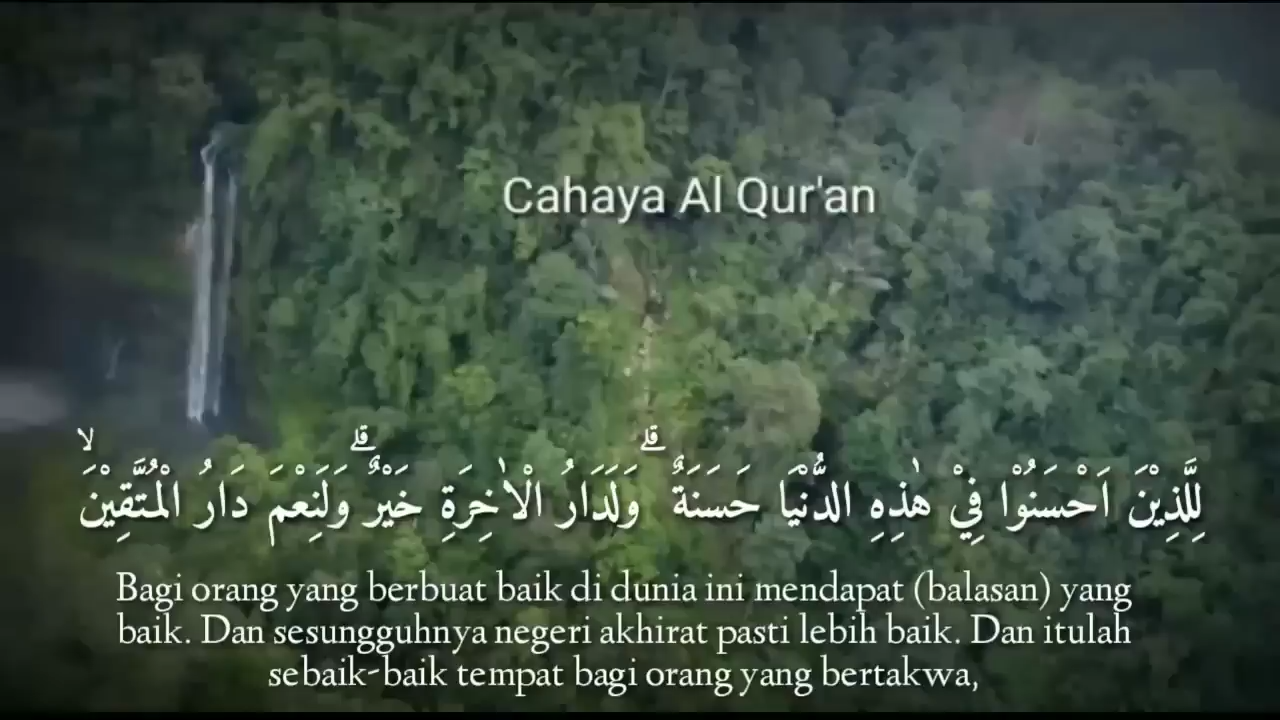 Cahaya Al Qur'an
لِلَّذِيْنَ اَحْسَنُوْا فِيْ هٰذِهِ الدُّنْيَا حَسَنَةٌ ۗوَلَدَارُ الْاٰخِرَةِ خَيْرٌ ۗوَلَنِعْمَ دَارُ الْمُتَّقِيْنَۙ
Bagi orang yang berbuat baik di dunia ini mendapat (balasan) yang
baik. Dan sesungguhnya negeri akhirat pasti lebih baik. Dan itulah
sebaik-baik tempat bagi orang yang bertakwa,